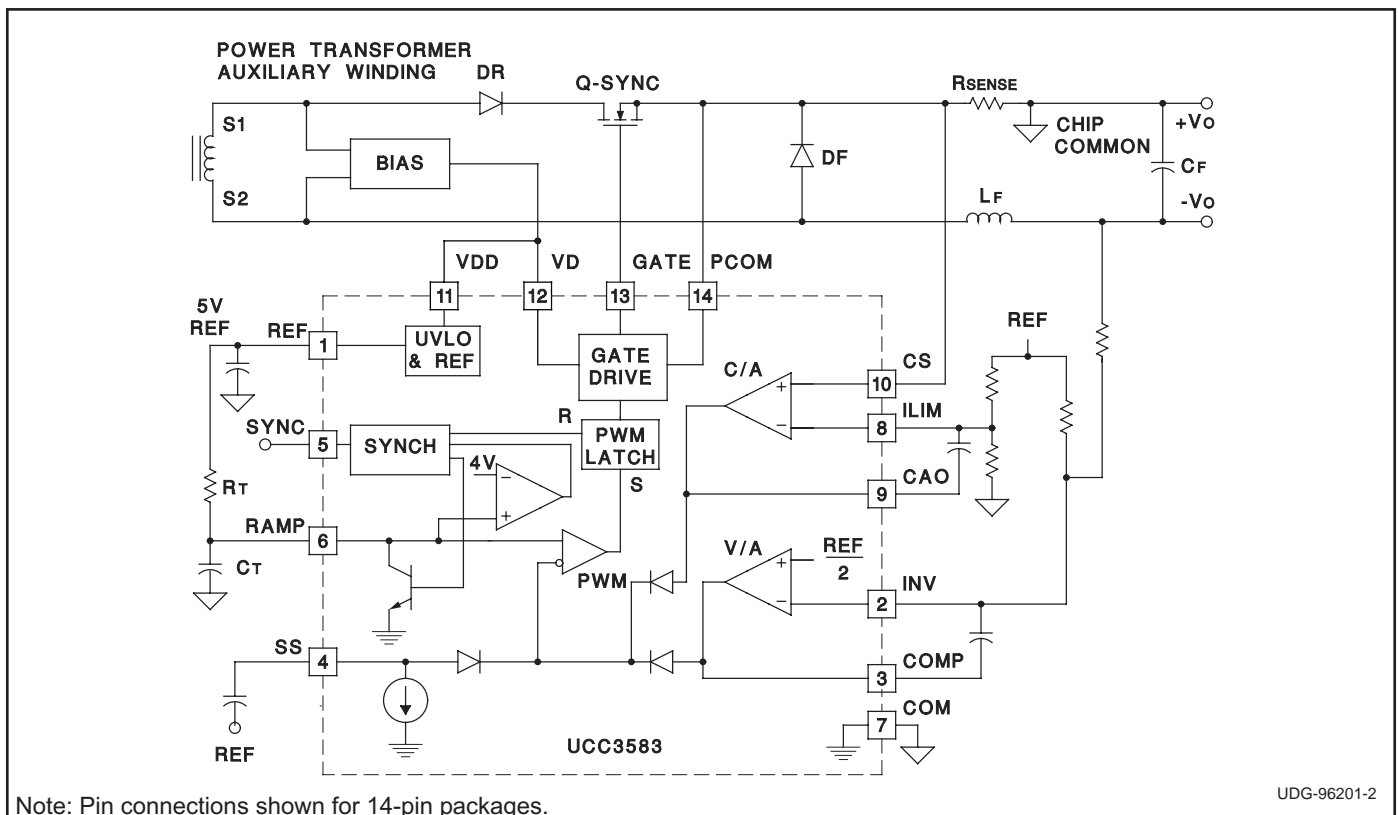 POWER TRANSFORMER
AUXILIARY WINDING
DR
Q-SYNC
RSENSE
S1
S2
BIAS
DF
CHIP
COMMON
+VO
CF
LF
-VO
VDD
VD
GATE
PCOM
11
12
13
14
5V
REF
REF
1
UVLO
& REF
GATE
DRIVE
C/A
+
−
10
CS
8
ILIM
REF
SYNC
5
SYNCH
R
PWM
LATCH
S
4V
−
+
9
CAO
RT
RAMP
6
CT
PWM
V/A
+
−
REF
2
2
INV
SS
4
3
COMP
7
COM
REF
UCC3583
UDG-96201-2
Note: Pin connections shown for 14-pin packages.